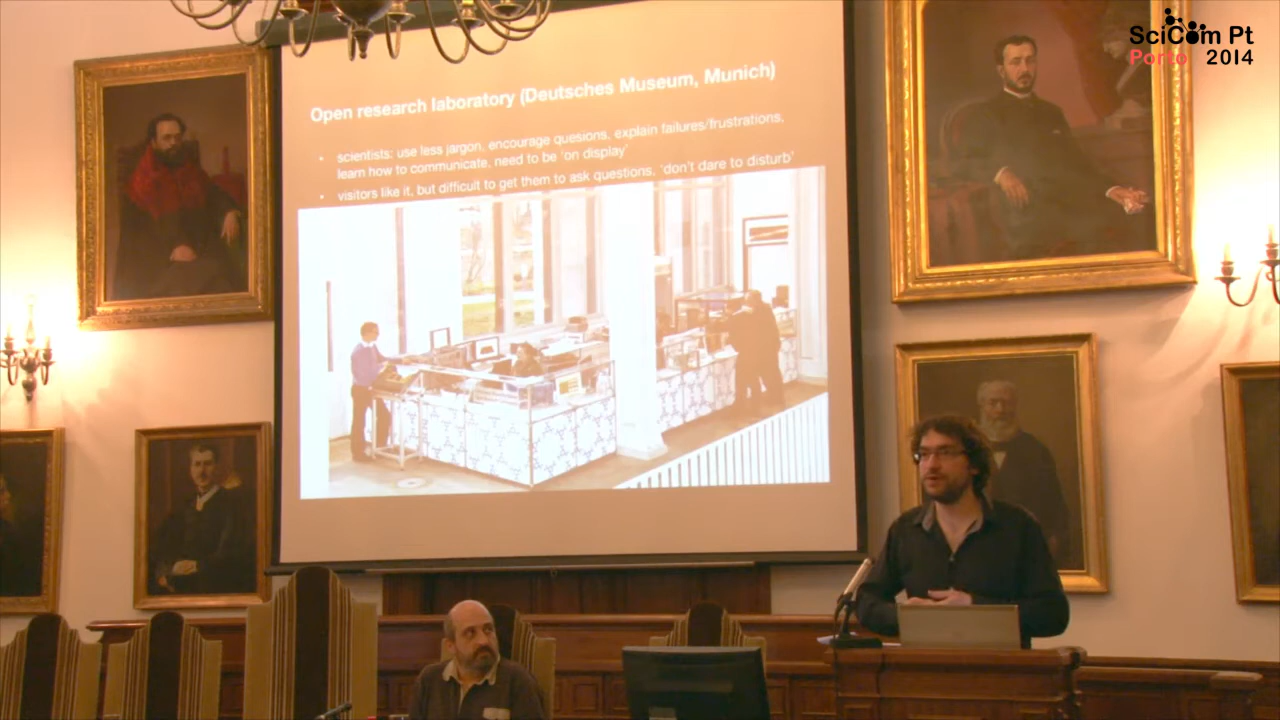 SciCom Pt
Porto 2014
Open research laboratory (Deutsches Museum, Munich)
• scientists: use less jargon, encourage quesions, explain failures/frustrations,
learn how to communicate, need to be 'on display'
• visitors like it, but difficult to get them to ask questions, 'don't dare to disturb'